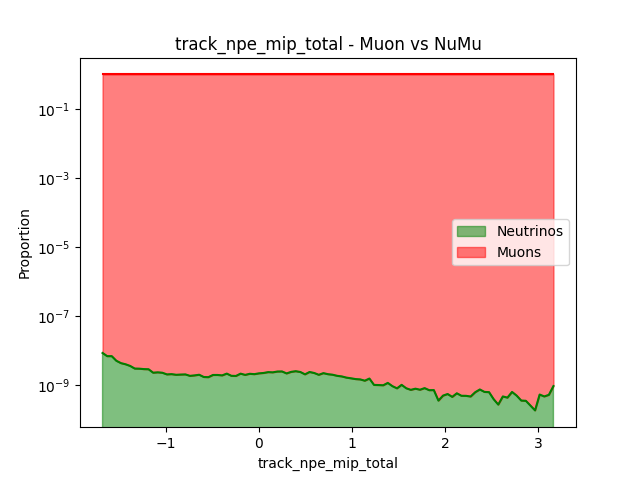 track_npe_mip_total - Muon vs NuMu
Proportion
10⁻¹
10⁻³
10⁻⁵
10⁻⁷
10⁻⁹
Neutrinos
Muons
−1
0
1
2
3
track_npe_mip_total